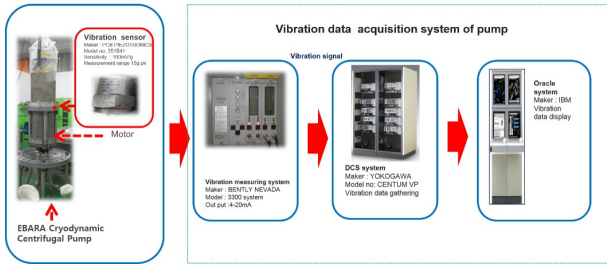 Vibration data acquisition system of pump
Vibration sensor
Maker : PCB PIEZOTRONICS
Model no: 351B41
Sensitivity : 100mV/g
Measurement range 15g pk
Motor
EBARA Cryodynamic
Centrifugal Pump
Vibration signal
Vibration measuring system
Maker : BENTLY NEVADA
Model : 3300 system
Out put :4-20mA
DCS system
Maker : YOKOGAWA
Model no: CENTUM VP
Vibration data gathering
Oracle
system
Maker : IBM
Vibration
data display